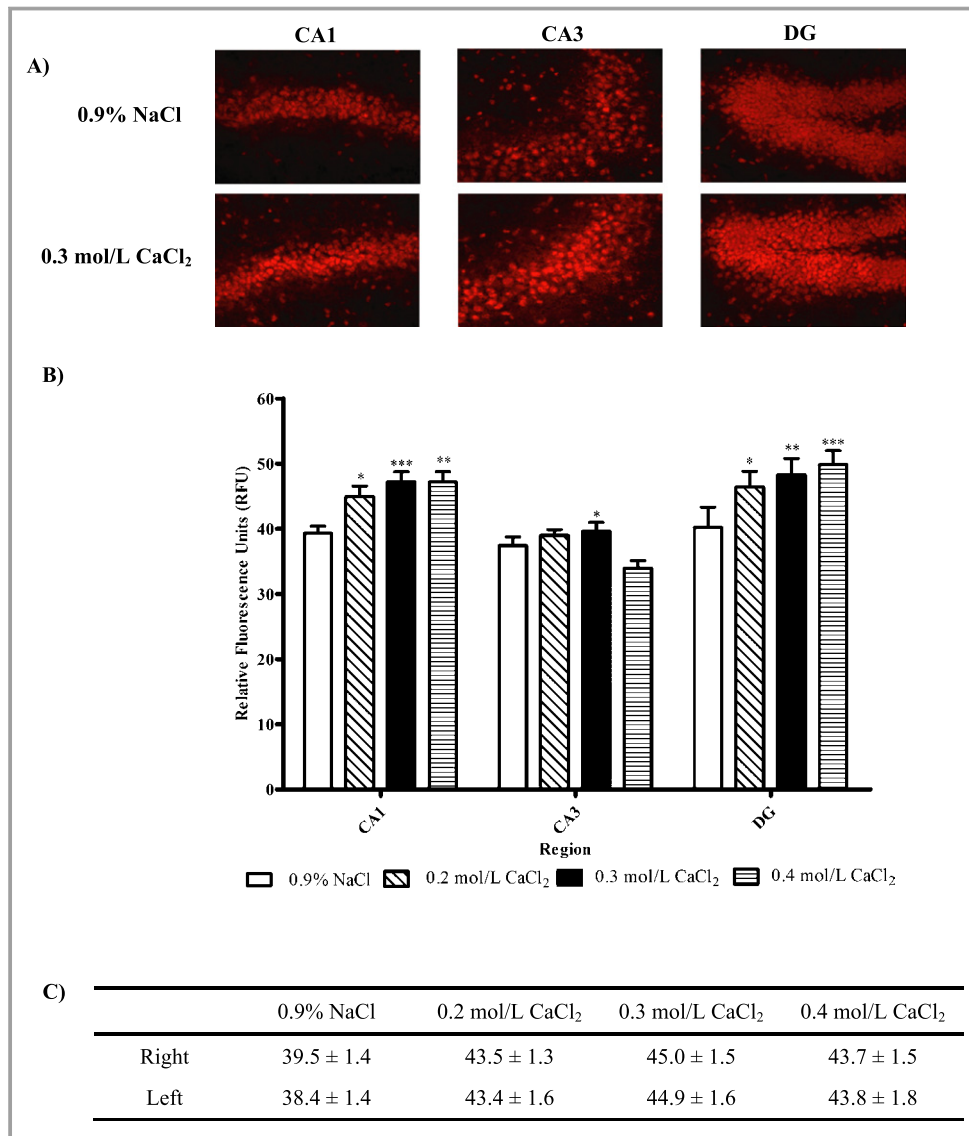 CA1 CA3 DG
A)
0.9% NaCl
0.3 mol/L CaCl₂
B)
60
50
40
30
20
10
0
Relative Fluorescence Units (RFU)
* *** **
*
* ** ***
CA1 CA3 DG
Region
0.9% NaCl 0.2 mol/L CaCl₂ 0.3 mol/L CaCl₂ 0.4 mol/L CaCl₂
C)
0.9% NaCl 0.2 mol/L CaCl₂ 0.3 mol/L CaCl₂ 0.4 mol/L CaCl₂
Right 39.5 ± 1.4 43.5 ± 1.3 45.0 ± 1.5 43.7 ± 1.5
Left 38.4 ± 1.4 43.4 ± 1.6 44.9 ± 1.6 43.8 ± 1.8